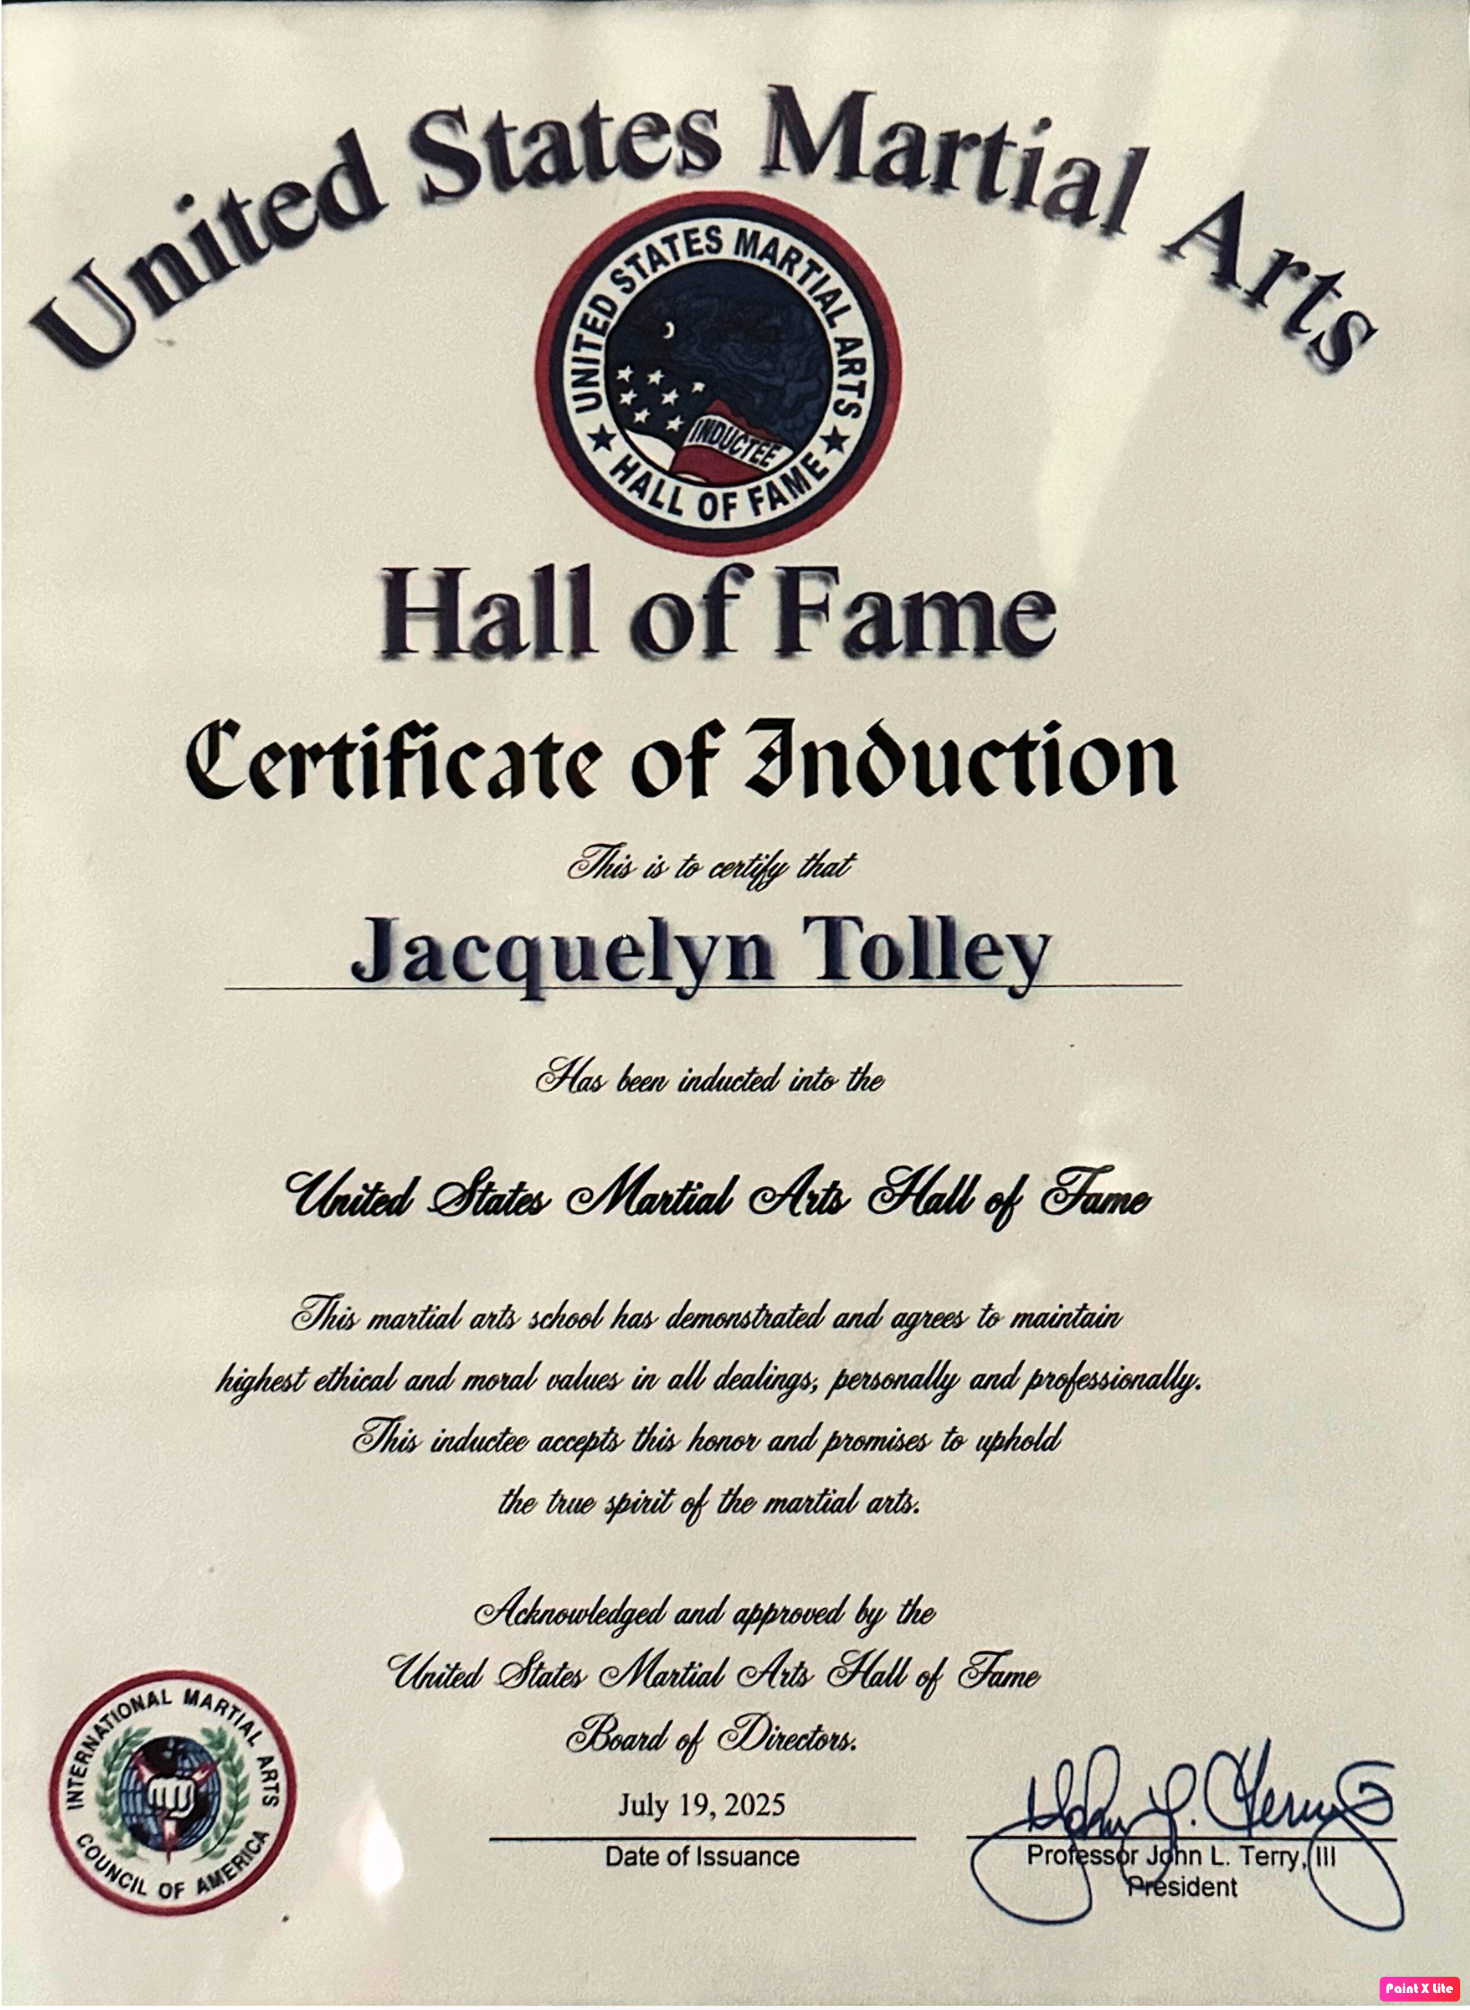 United States Martial Arts
UNITED STATES MARTIAL ARTS
INDUCTEE
HALL OF FAME
Hall of Fame
Certificate of Induction
This is to certify that
Jacquelyn Tolley
Has been inducted into the
United States Martial Arts Hall of Fame
This martial arts school has demonstrated and agrees to maintain
highest ethical and moral values in all dealings, personally and professionally.
This inductee accepts this honor and promises to uphold
the true spirit of the martial arts.
Acknowledged and approved by the
United States Martial Arts Hall of Fame
Board of Directors.
INTERNATIONAL MARTIAL ARTS
COUNCIL OF AMERICA
July 19, 2025
Date of Issuance
John L. Terry III
Professor John L. Terry, III
President
Paint X Lite